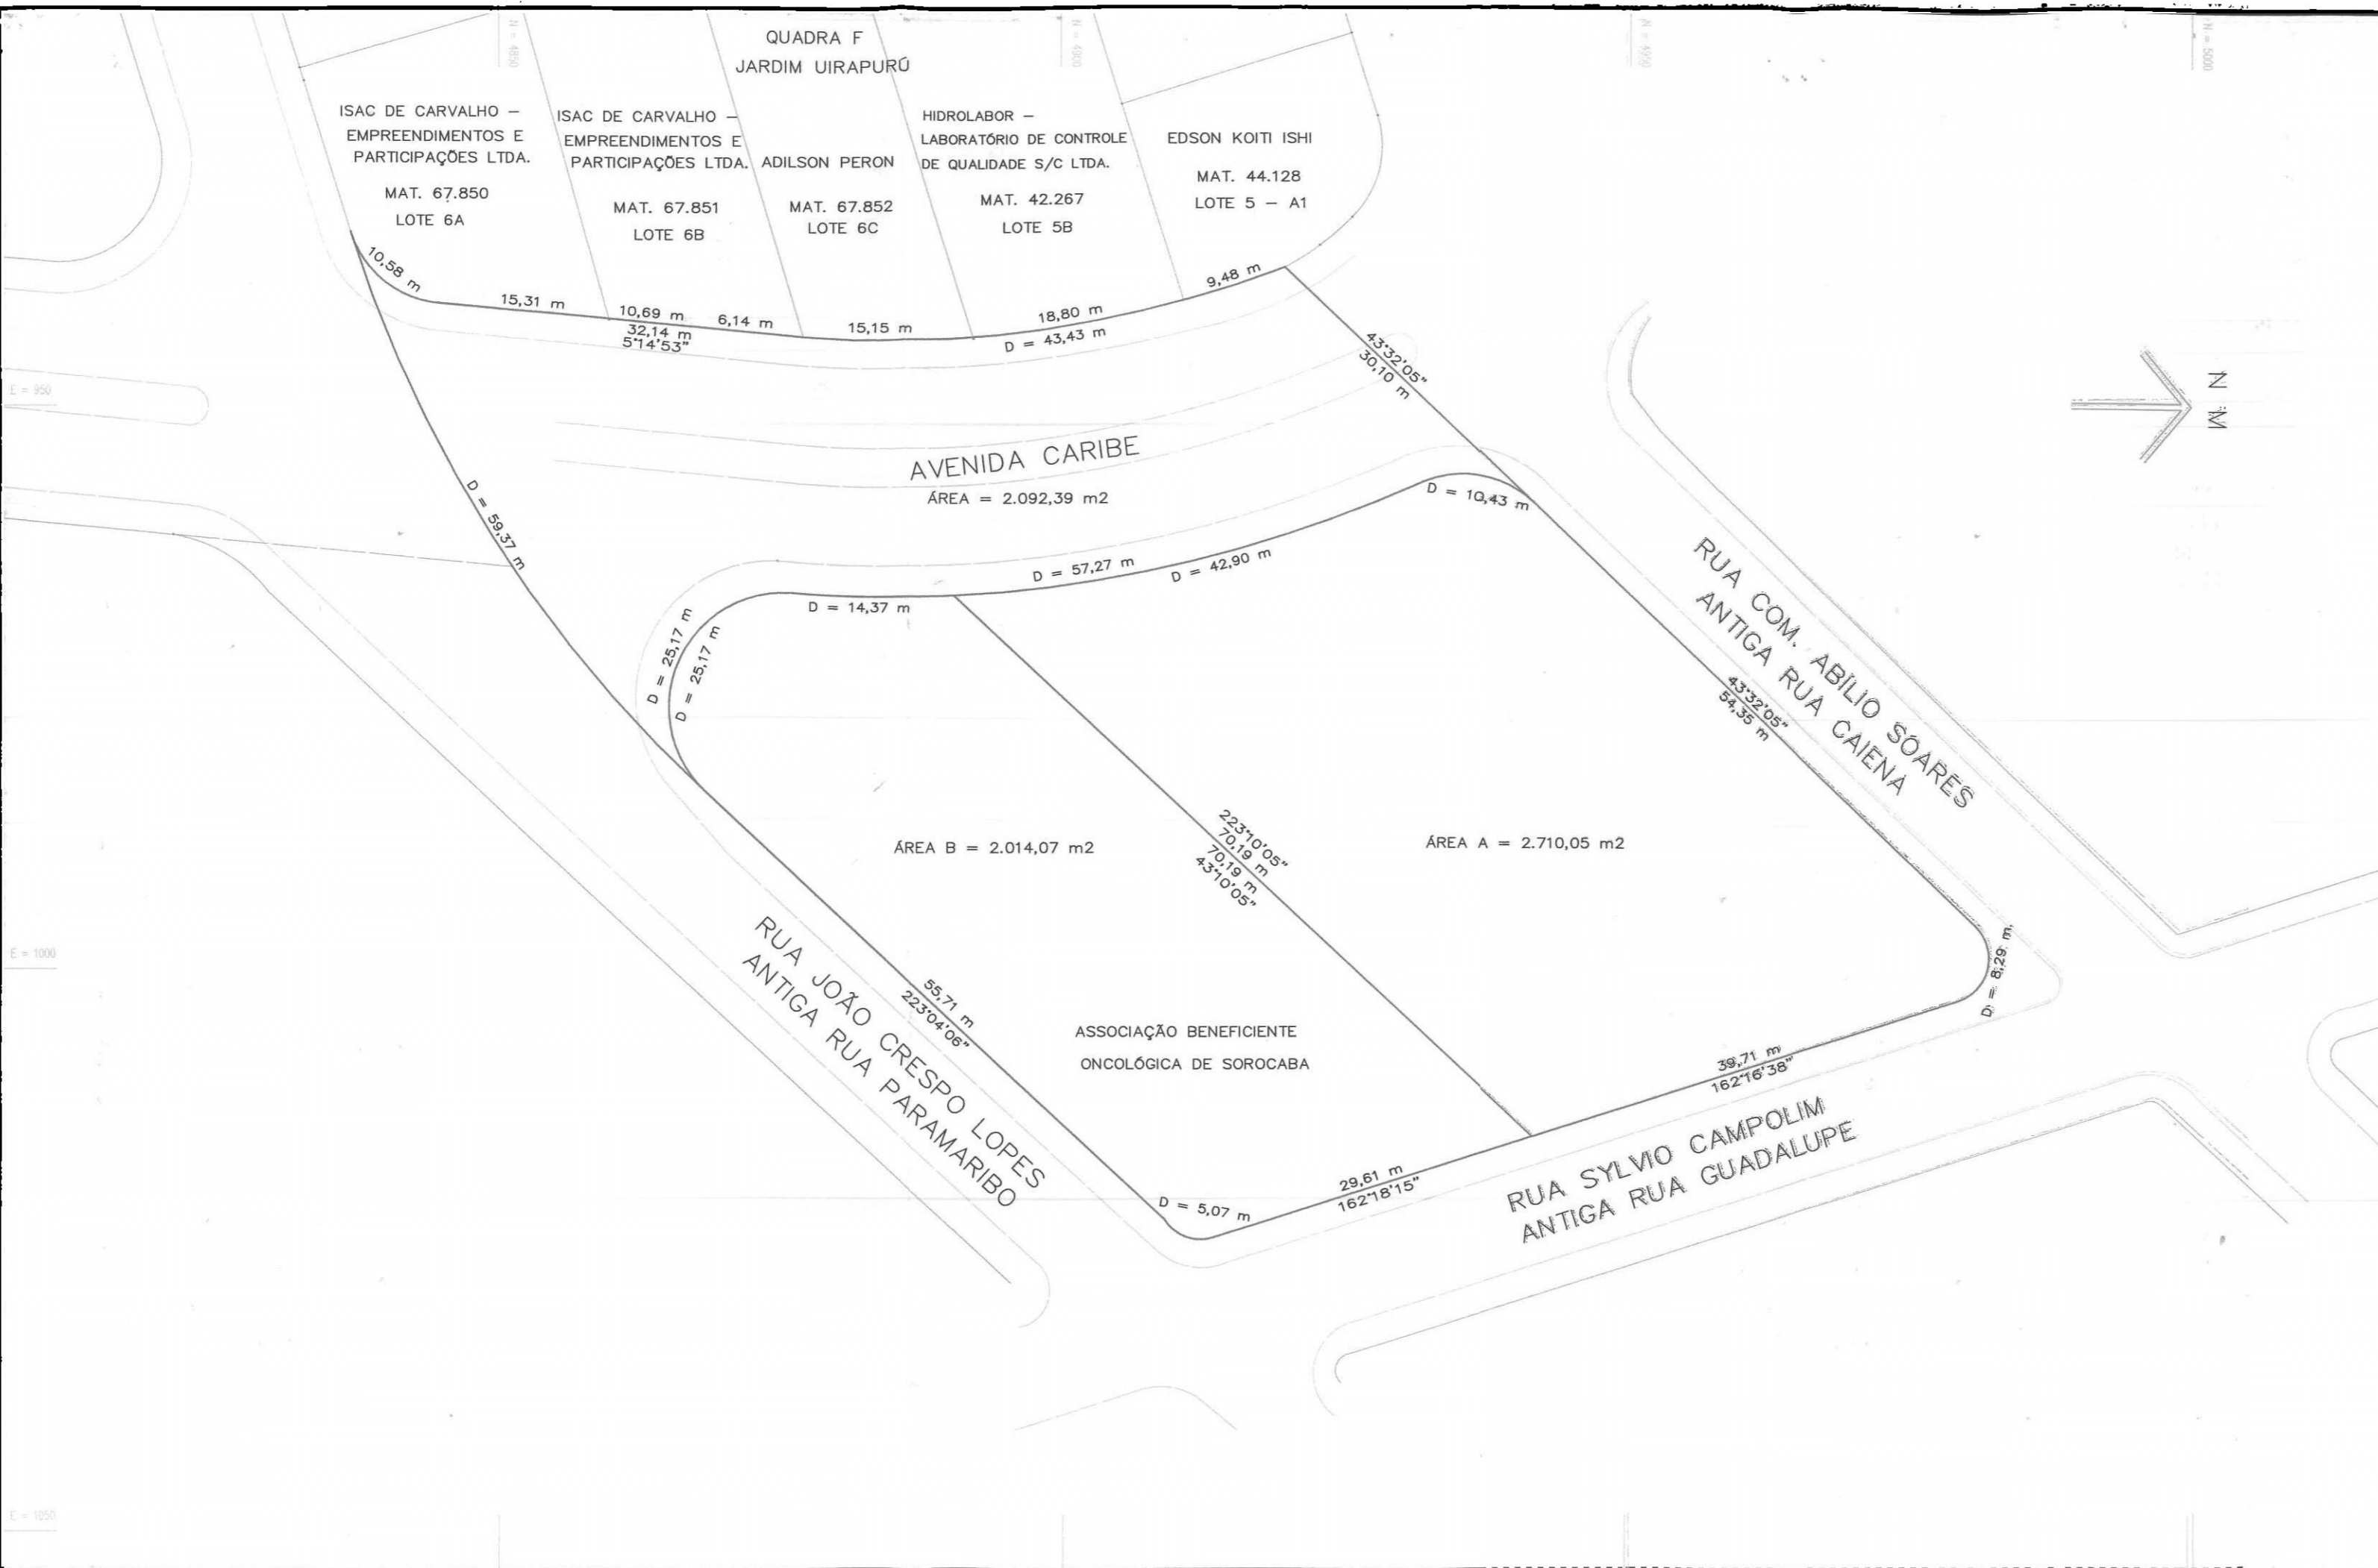 N = 4850
N = 4900
N = 4950
N = 5000
QUADRA F
JARDIM UIRAPURÚ
ISAC DE CARVALHO –
EMPREENDIMENTOS E
PARTICIPAÇÕES LTDA.
MAT. 67.850
LOTE 6A
ISAC DE CARVALHO –
EMPREENDIMENTOS E
PARTICIPAÇÕES LTDA.
MAT. 67.851
LOTE 6B
ADILSON PERON
MAT. 67.852
LOTE 6C
HIDROLABOR –
LABORATÓRIO DE CONTROLE
DE QUALIDADE S/C LTDA.
MAT. 42.267
LOTE 5B
EDSON KOITI ISHI
MAT. 44.128
LOTE 5 – A1
10,58 m
15,31 m
10,69 m
32,14 m
5°14'53"
6,14 m
15,15 m
18,80 m
D = 43,43 m
9,48 m
43°32'05"
30,10 m
E = 950
N M
AVENIDA CARIBE
ÁREA = 2.092,39 m2
D = 59,37 m
D = 10,43 m
D = 57,27 m
D = 42,90 m
D = 14,37 m
D = 25,17 m
D = 25,17 m
RUA COM. ABÍLIO SOARES
ANTIGA RUA CAIENA
43°32'05"
54,35 m
223°10'05"
70,19 m
70,19 m
43°10'05"
ÁREA B = 2.014,07 m2
ÁREA A = 2.710,05 m2
E = 1000
RUA JOÃO CRESPO LOPES
ANTIGA RUA PARAMARIBO
55,71 m
223°04'06"
ASSOCIAÇÃO BENEFICIENTE
ONCOLÓGICA DE SOROCABA
D = 8,29 m
39,71 m
162°16'38"
29,61 m
162°18'15"
D = 5,07 m
RUA SYLVIO CAMPOLIM
ANTIGA RUA GUADALUPE
E = 1050